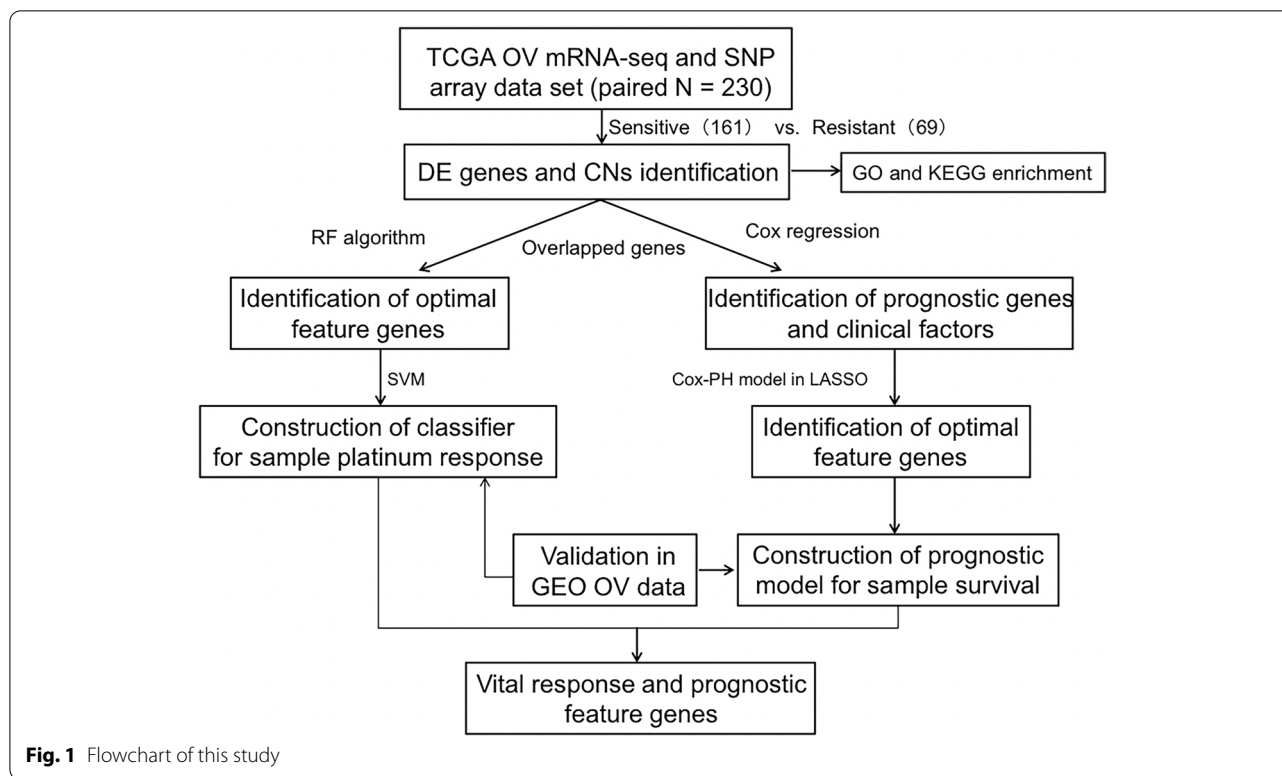 TCGA OV mRNA-seq and SNP
array data set (paired N = 230)
Sensitive（161） vs. Resistant（69）
DE genes and CNs identification
GO and KEGG enrichment
RF algorithm
Overlapped genes
Cox regression
Identification of optimal
feature genes
Identification of prognostic genes
and clinical factors
SVM
Cox-PH model in LASSO
Construction of classifier
for sample platinum response
Identification of optimal
feature genes
Validation in
GEO OV data
Construction of prognostic
model for sample survival
Vital response and prognostic
feature genes
Fig. 1 Flowchart of this study